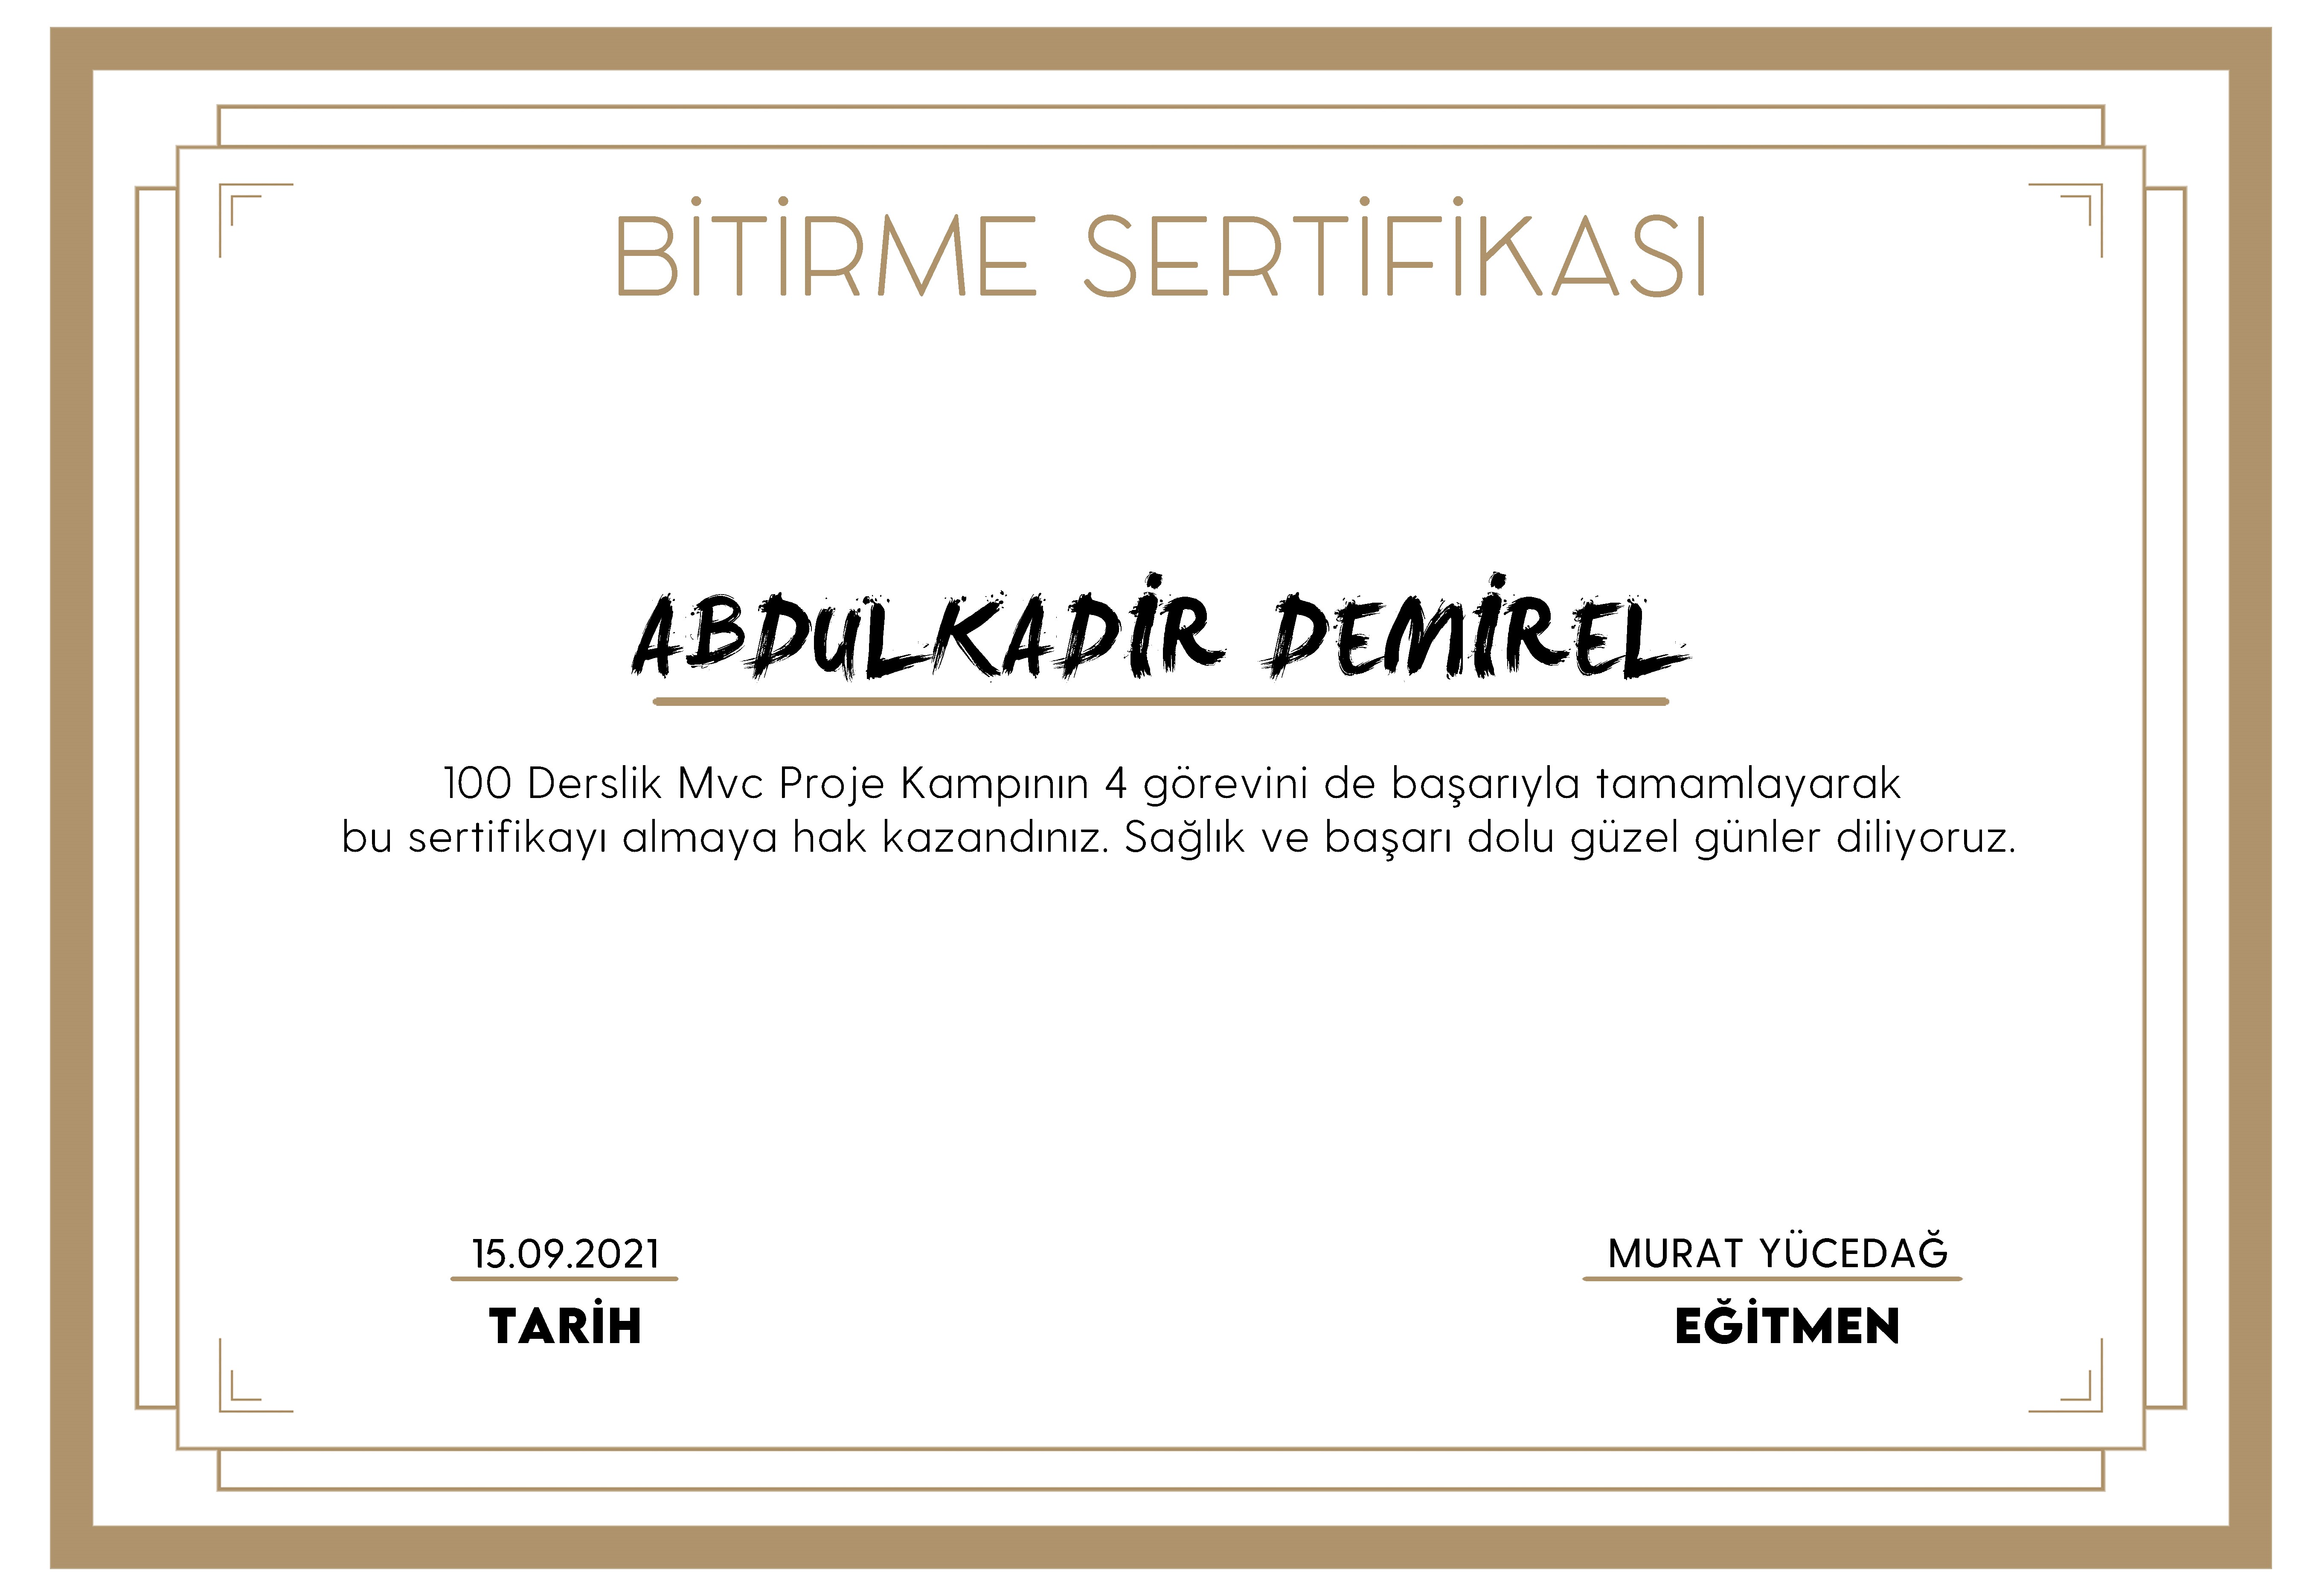 BİTİRME SERTİFİKASI
ABDULKADİR DEMİREL
100 Derslik Mvc Proje Kampının 4 görevini de başarıyla tamamlayarak
bu sertifikayı almaya hak kazandınız. Sağlık ve başarı dolu güzel günler diliyoruz.
15.09.2021
TARİH
MURAT YÜCEDAĞ
EĞİTMEN